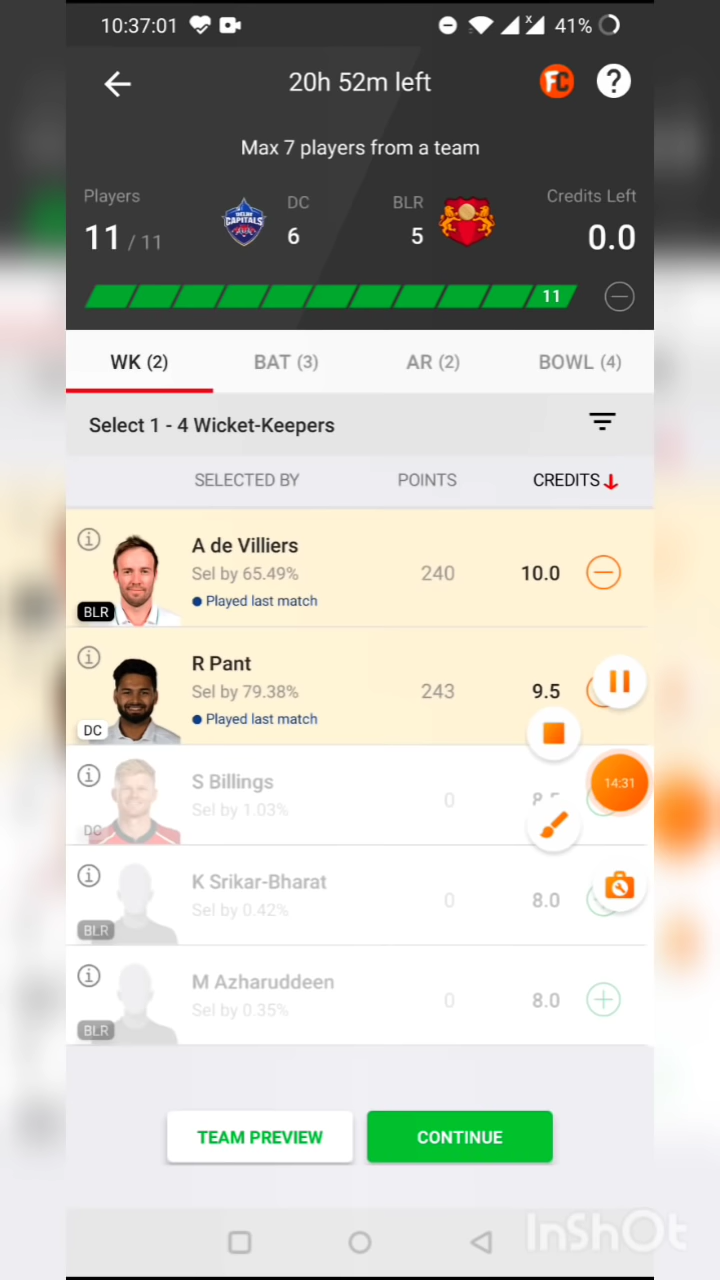 10:37:01 41%
20h 52m left FC ?
Max 7 players from a team
Players DC BLR Credits Left
11 / 11 DELHI CAPITALS 6 5 0.0
11
WK (2) BAT (3) AR (2) BOWL (4)
Select 1 - 4 Wicket-Keepers
SELECTED BY POINTS CREDITS
A de Villiers
Sel by 65.49% 240 10.0
BLR Played last match
R Pant
Sel by 79.38% 243 9.5
DC Played last match
S Billings
Sel by 1.03% 0
DC
14:31
K Srikar-Bharat
Sel by 0.42% 0 8.0
BLR
M Azharuddeen
Sel by 0.35% 0 8.0
BLR
TEAM PREVIEW CONTINUE
InShOt